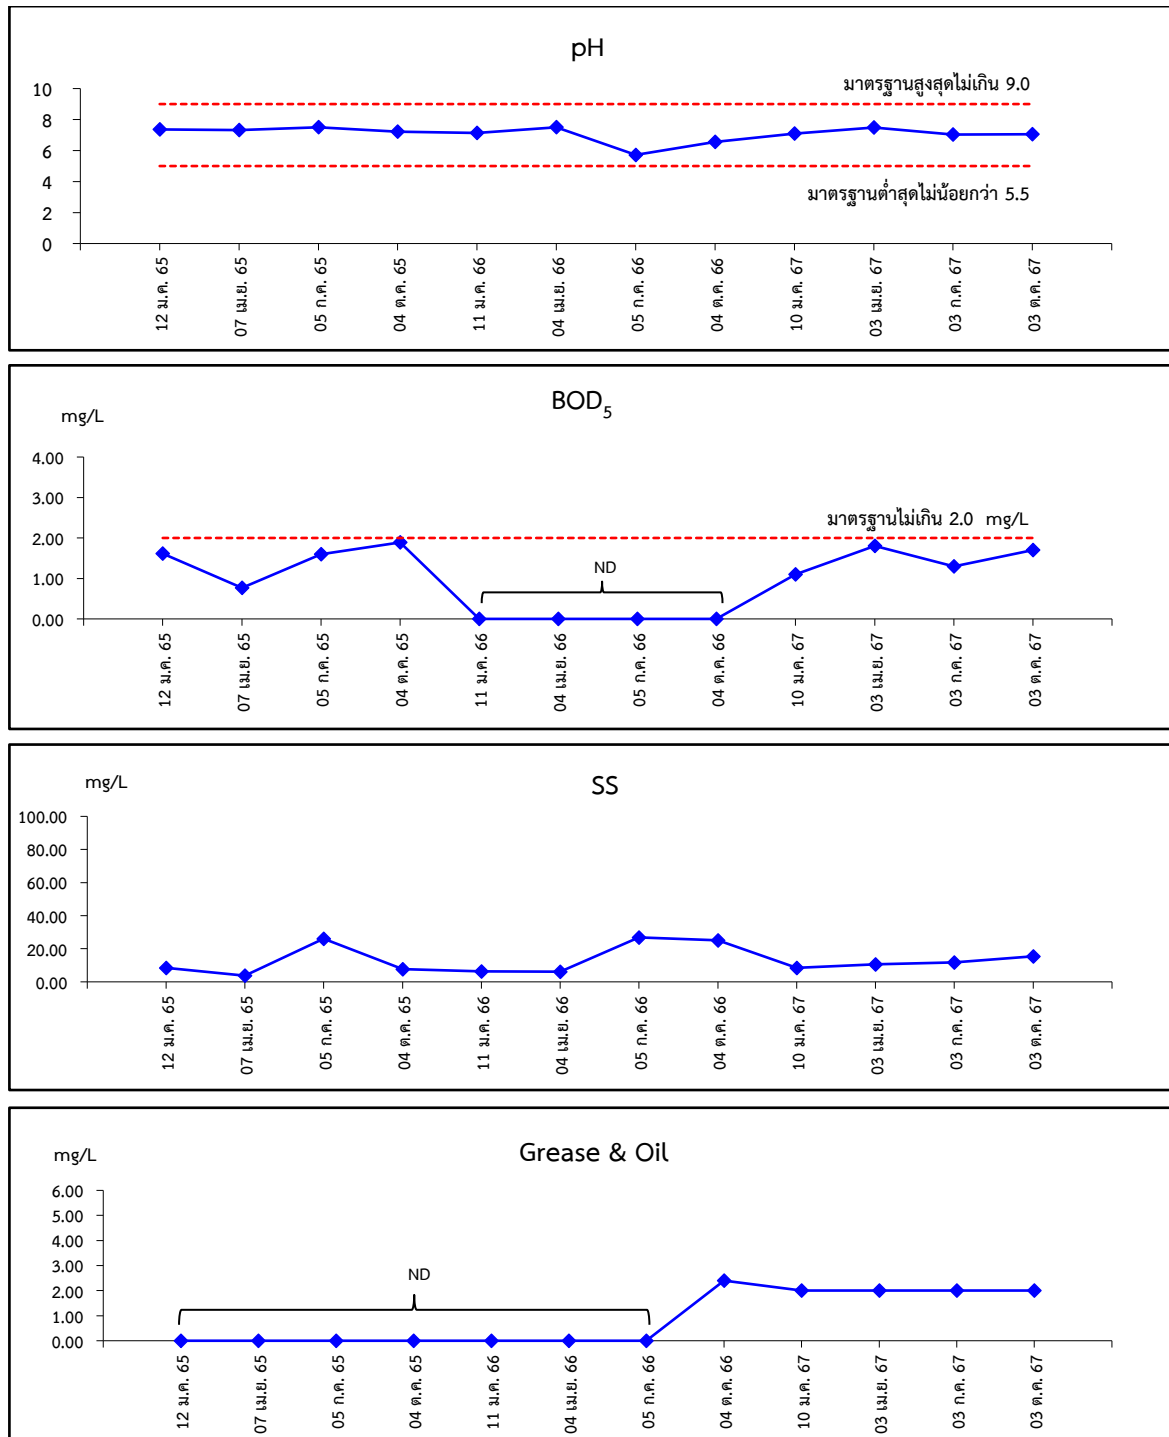 pH
มาตรฐานสูงสุดไม่เกิน 9.0
10
8
6
4
2
0
มาตรฐานต่ำสุดไม่น้อยกว่า 5.5
12 ม.ค. 65
07 เม.ย. 65
05 ก.ค. 65
04 ต.ค. 65
11 ม.ค. 66
04 เม.ย. 66
05 ก.ค. 66
04 ต.ค. 66
10 ม.ค. 67
03 เม.ย. 67
03 ก.ค. 67
03 ต.ค. 67
BOD5
mg/L
4.00
3.00
2.00
1.00
0.00
มาตรฐานไม่เกิน 2.0 mg/L
ND
12 ม.ค. 65
07 เม.ย. 65
05 ก.ค. 65
04 ต.ค. 65
11 ม.ค. 66
04 เม.ย. 66
05 ก.ค. 66
04 ต.ค. 66
10 ม.ค. 67
03 เม.ย. 67
03 ก.ค. 67
03 ต.ค. 67
SS
mg/L
100.00
80.00
60.00
40.00
20.00
0.00
12 ม.ค. 65
07 เม.ย. 65
05 ก.ค. 65
04 ต.ค. 65
11 ม.ค. 66
04 เม.ย. 66
05 ก.ค. 66
04 ต.ค. 66
10 ม.ค. 67
03 เม.ย. 67
03 ก.ค. 67
03 ต.ค. 67
Grease & Oil
mg/L
6.00
5.00
4.00
3.00
2.00
1.00
0.00
ND
12 ม.ค. 65
07 เม.ย. 65
05 ก.ค. 65
04 ต.ค. 65
11 ม.ค. 66
04 เม.ย. 66
05 ก.ค. 66
04 ต.ค. 66
10 ม.ค. 67
03 เม.ย. 67
03 ก.ค. 67
03 ต.ค. 67